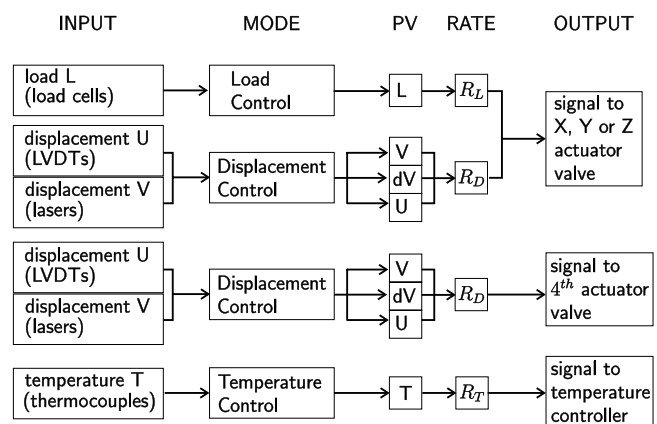 INPUT MODE PV RATE OUTPUT
load L
(load cells)
Load
Control
L
R_L
signal to
X, Y or Z
actuator
valve
displacement U
(LVDTs)
displacement V
(lasers)
Displacement
Control
V
dV
U
R_D
displacement U
(LVDTs)
displacement V
(lasers)
Displacement
Control
V
dV
U
R_D
signal to
4^th actuator
valve
temperature T
(thermocouples)
Temperature
Control
T
R_T
signal to
temperature
controller